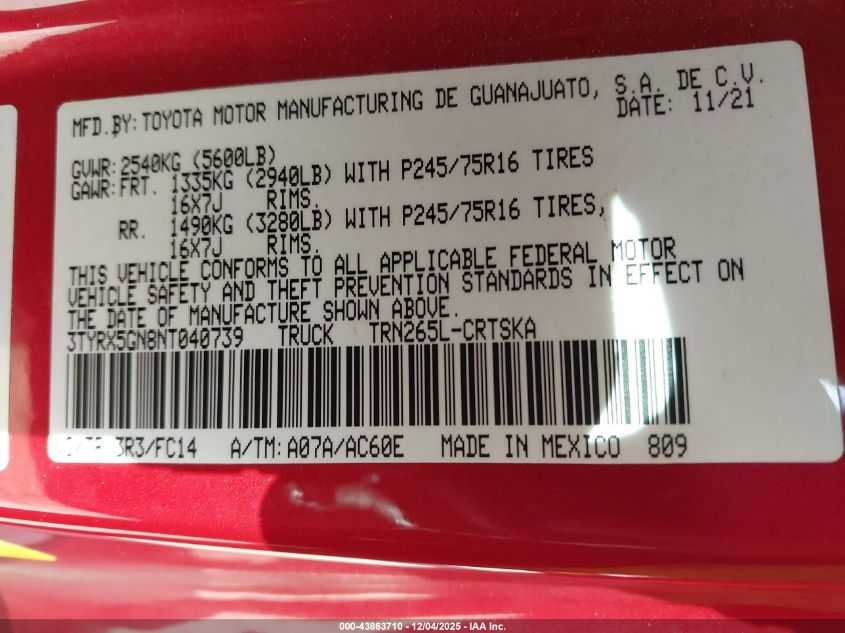 MFD.BY:TOYOTA MOTOR MANUFACTURING DE GUANAJUATO, S.A. DE C.V.
DATE: 11/21
GVWR:2540KG (5600LB)
GAWR:FRT. 1335KG (2940LB) WITH P245/75R16 TIRES
16X7J RIMS.
RR. 1490KG (3280LB) WITH P245/75R16 TIRES,
16X7J RIMS.
THIS VEHICLE CONFORMS TO ALL APPLICABLE FEDERAL MOTOR
VEHICLE SAFETY AND THEFT PREVENTION STANDARDS IN EFFECT ON
THE DATE OF MANUFACTURE SHOWN ABOVE.
3TYRX5GN8NT040739 TRUCK TRN265L-CRTSKA
3R3/FC14 A/TM:A07A/AC60E MADE IN MEXICO 809
000-43863710 - 12/04/2025 - IAA Inc.